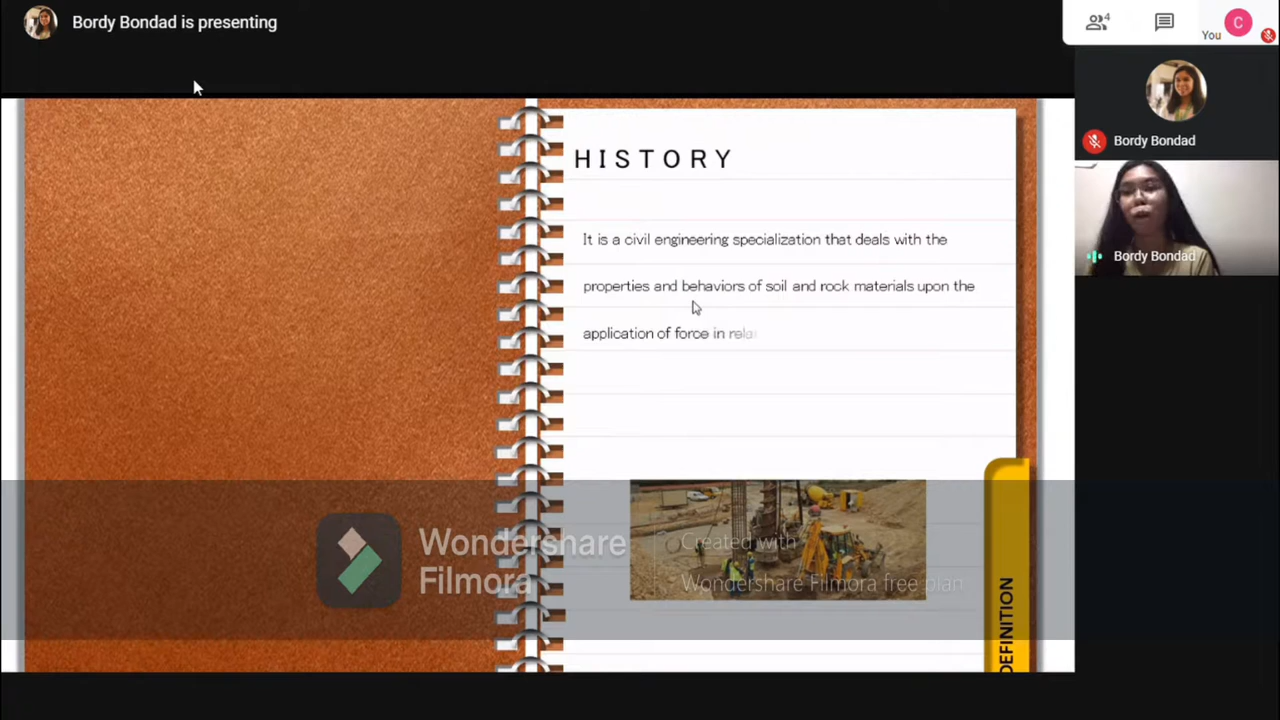 Bordy Bondad is presenting
4
You
C
Bordy Bondad
Bordy Bondad
HISTORY
It is a civil engineering specialization that deals with the
properties and behaviors of soil and rock materials upon the
application of force in rela
Wondershare
Filmora
Created with
Wondershare Filmora free plan
DEFINITION